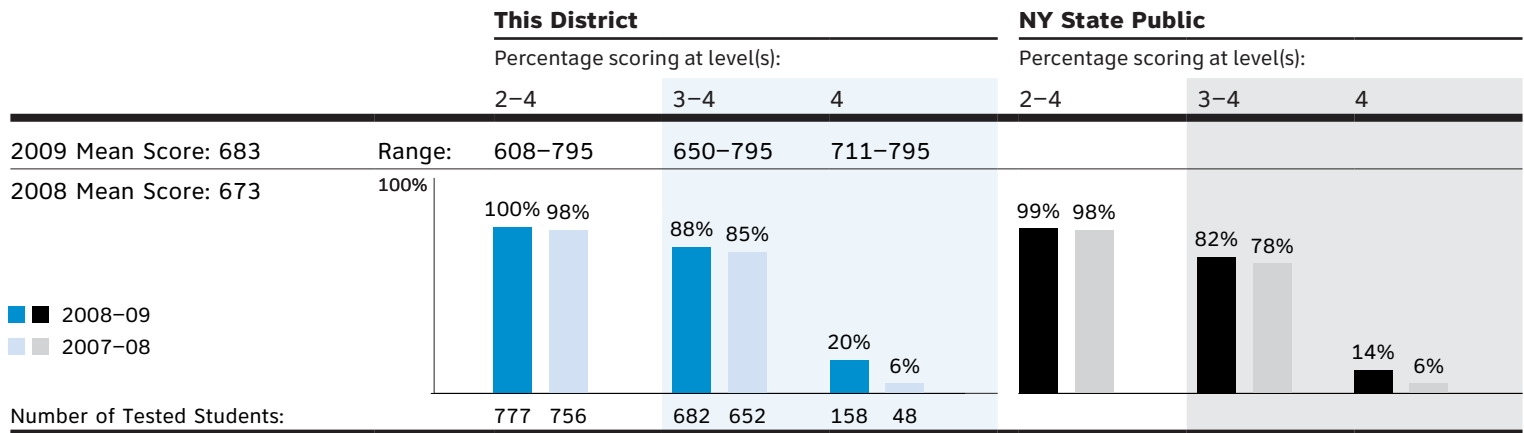 This District NY State Public
Percentage scoring at level(s): Percentage scoring at level(s):
2–4 3–4 4 2–4 3–4 4
2009 Mean Score: 683 Range: 608–795 650–795 711–795
2008 Mean Score: 673 100%
100% 98% 88% 85% 20% 6% 99% 98% 82% 78% 14% 6%
2008–09
2007–08
Number of Tested Students: 777 756 682 652 158 48